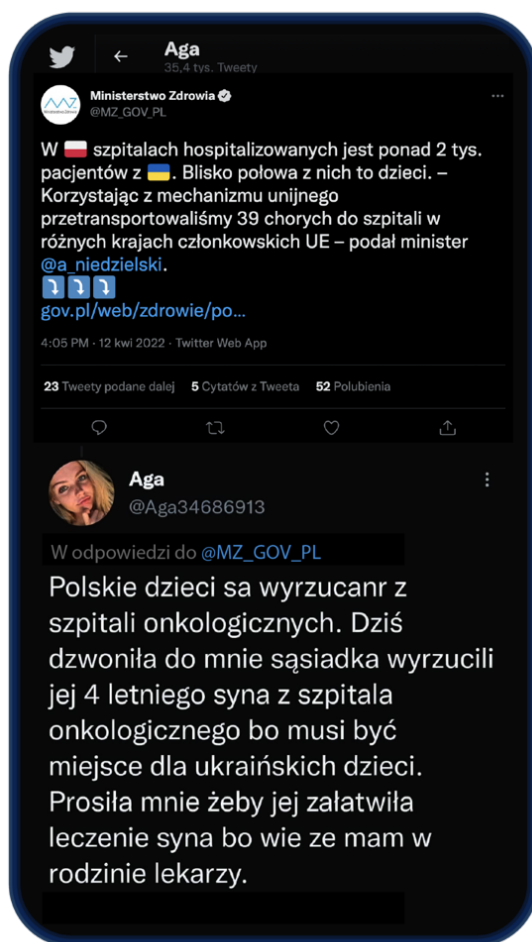 Aga
35,4 tys. Tweety
Ministerstwo Zdrowia
@MZ_GOV_PL
W 🇵🇱 szpitalach hospitalizowanych jest ponad 2 tys.
pacjentów z 🇺🇦. Blisko połowa z nich to dzieci. –
Korzystając z mechanizmu unijnego
przetransportowaliśmy 39 chorych do szpitali w
różnych krajach członkowskich UE – podał minister
@a_niedzielski.
⤵️⤵️⤵️
gov.pl/web/zdrowie/po...
4:05 PM · 12 kwi 2022 · Twitter Web App
23 Tweety podane dalej 5 Cytatów z Tweeta 52 Polubienia
Aga
@Aga34686913
W odpowiedzi do @MZ_GOV_PL
Polskie dzieci sa wyrzucanr z
szpitali onkologicznych. Dziś
dzwoniła do mnie sąsiadka wyrzucili
jej 4 letniego syna z szpitala
onkologicznego bo musi być
miejsce dla ukraińskich dzieci.
Prosiła mnie żeby jej załatwiła
leczenie syna bo wie ze mam w
rodzinie lekarzy.